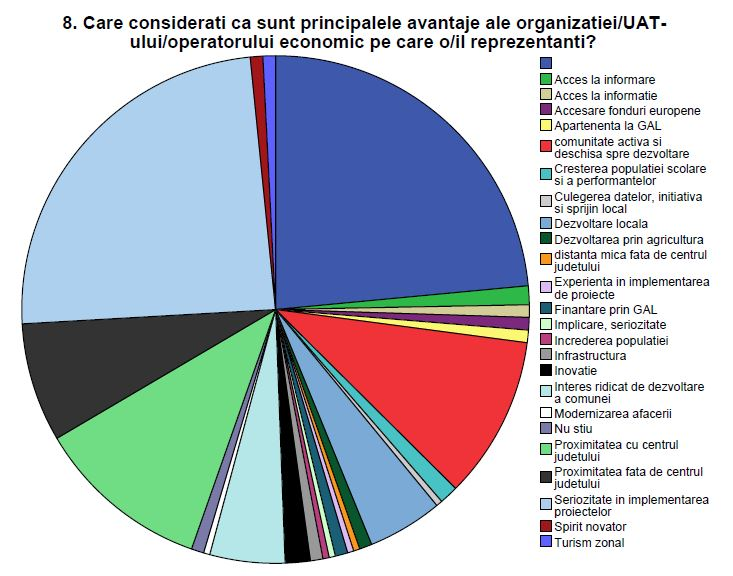 8. Care considerati ca sunt principalele avantaje ale organizatiei/UAT-
ului/operatorului economic pe care o/il reprezentanti?
Acces la informare
Acces la informatie
Accesare fonduri europene
Apartenenta la GAL
comunitate activa si
deschisa spre dezvoltare
Cresterea populatiei scolare
si a performantelor
Culegerea datelor, initiativa
si sprijin local
Dezvoltare locala
Dezvoltarea prin agricultura
distanta mica fata de centrul
judetului
Experienta in implementarea
de proiecte
Finantare prin GAL
Implicare, seriozitate
Increderea populatiei
Infrastructura
Inovatie
Interes ridicat de dezvoltare
a comunei
Modernizarea afacerii
Nu stiu
Proximitatea cu centrul
judetului
Proximitatea fata de centrul
judetului
Seriozitate in implementarea
proiectelor
Spirit novator
Turism zonal